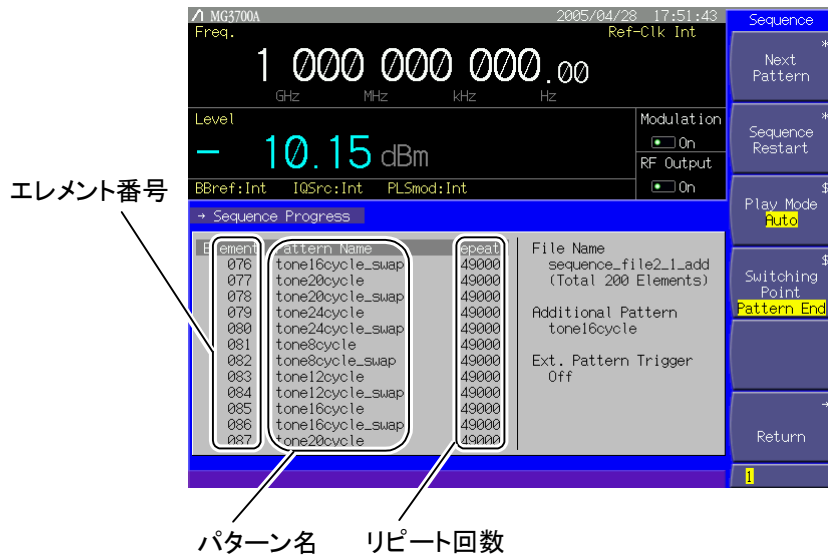 MG3700A 2005/04/28 17:51:43
Freq. Ref-Clk Int
1 000 000 000.00
GHz MHz kHz Hz
Level
- 10.15 dBm
Modulation
On
RF Output
On
BBref:Int IQSrc:Int PLSmod:Int
→ Sequence Progress
Element Pattern Name Repeat
076 tone16cycle_swap 49000
077 tone20cycle 49000
078 tone20cycle_swap 49000
079 tone24cycle 49000
080 tone24cycle_swap 49000
081 tone8cycle 49000
082 tone8cycle_swap 49000
083 tone12cycle 49000
084 tone12cycle_swap 49000
085 tone16cycle 49000
086 tone16cycle_swap 49000
087 tone20cycle 49000
File Name
sequence_file2_1_add
(Total 200 Elements)
Additional Pattern
tone16cycle
Ext. Pattern Trigger
Off
Sequence
*
Next
Pattern
*
Sequence
Restart
$
Play Mode
Auto
$
Switching
Point
Pattern End
→
Return
1
エレメント番号
パターン名
リピート回数